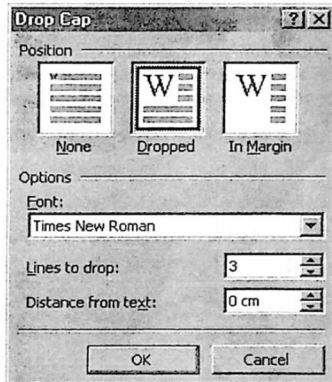 Drop Cap
Position
W W W
None Dropped In Margin
Options
Font:
Times New Roman
Lines to drop: 3
Distance from text: 0 cm
OK Cancel